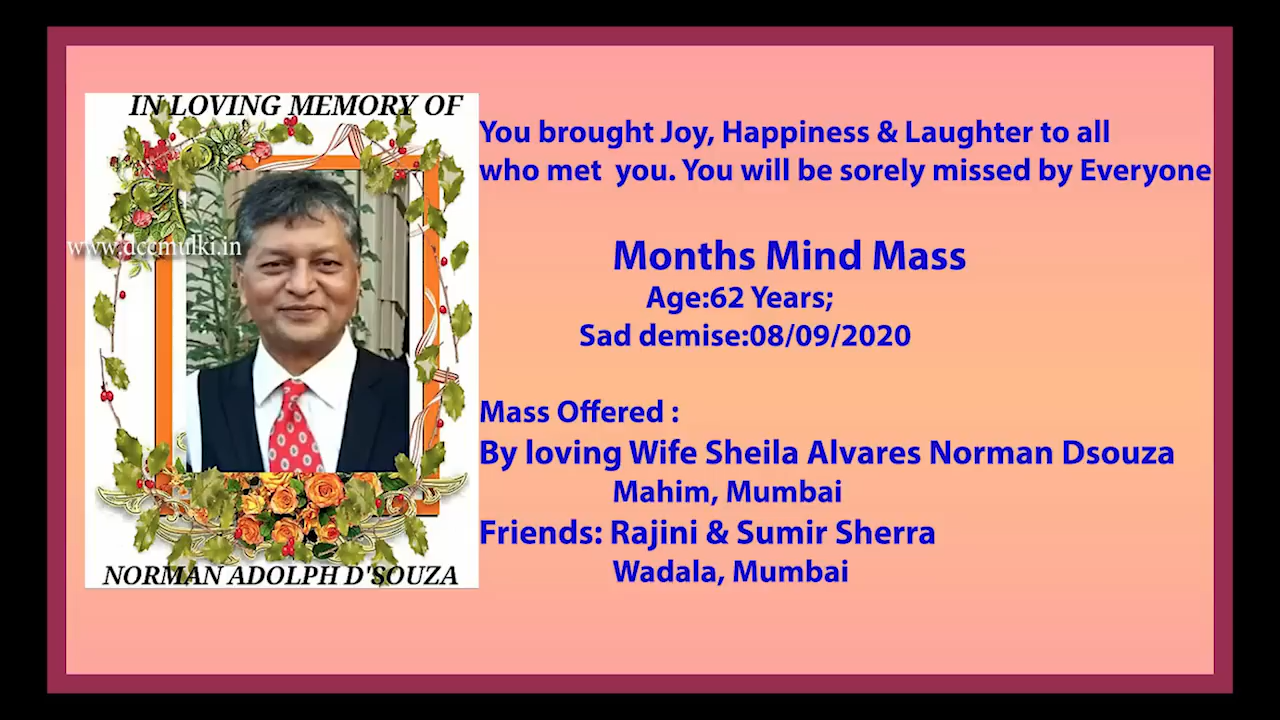 IN LOVING MEMORY OF
www.dccmulki.in
NORMAN ADOLPH D'SOUZA
You brought Joy, Happiness & Laughter to all
who met you. You will be sorely missed by Everyone
Months Mind Mass
Age:62 Years;
Sad demise:08/09/2020
Mass Offered :
By loving Wife Sheila Alvares Norman Dsouza
Mahim, Mumbai
Friends: Rajini & Sumir Sherra
Wadala, Mumbai